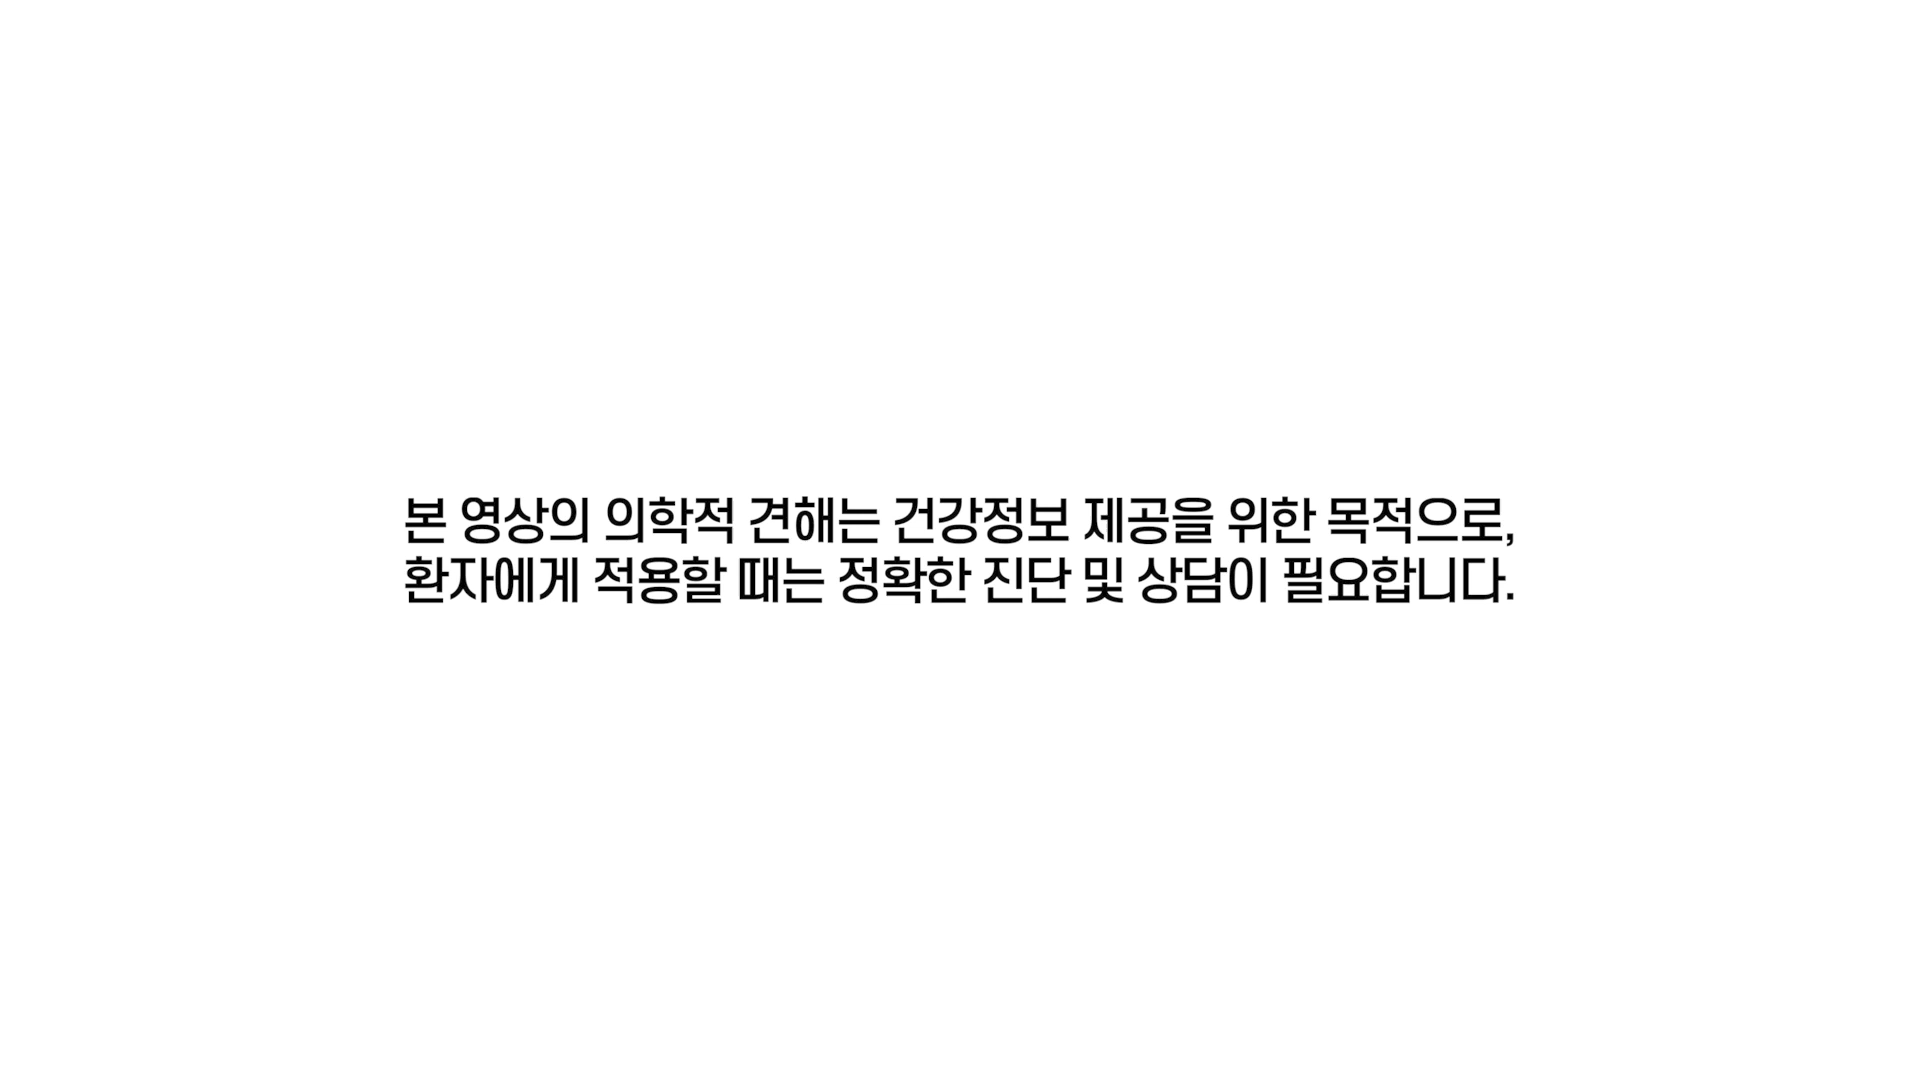 본 영상의 의학적 견해는 건강정보 제공을 위한 목적으로,
환자에게 적용할 때는 정확한 진단 및 상담이 필요합니다.